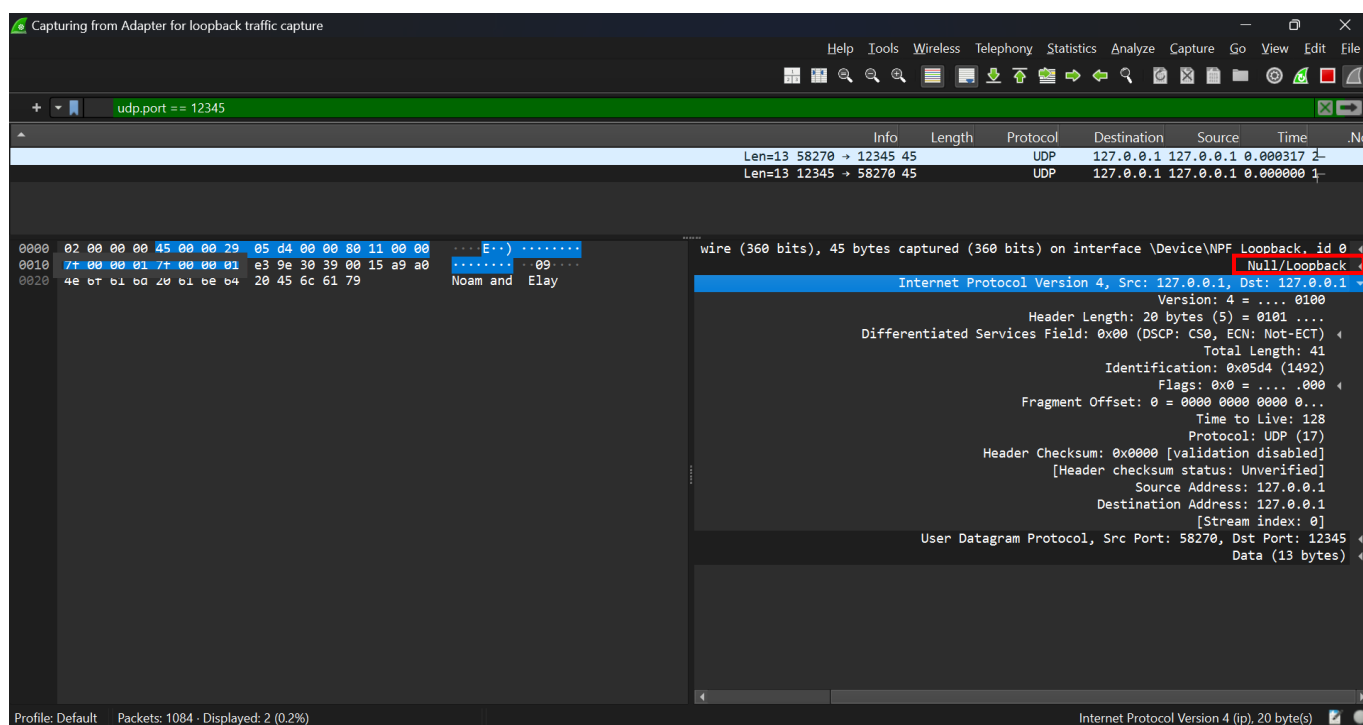 Capturing from Adapter for loopback traffic capture
Help Tools Wireless Telephony Statistics Analyze Capture Go View Edit File
udp.port == 12345
Info Length Protocol Destination Source Time .No
Len=13 58270 → 12345 45 UDP 127.0.0.1 127.0.0.1 0.000317 2
Len=13 12345 → 58270 45 UDP 127.0.0.1 127.0.0.1 0.000000 1
0000 02 00 00 00 45 00 00 29 05 d4 00 00 80 11 00 00 ····E··) ········
0010 7f 00 00 01 7f 00 00 01 e3 9e 30 39 00 15 a9 a0 ········ ··09····
0020 4e 6f 61 6d 20 61 6e 64 20 45 6c 61 79 Noam and Elay
wire (360 bits), 45 bytes captured (360 bits) on interface \Device\NPF_Loopback, id 0
Null/Loopback
Internet Protocol Version 4, Src: 127.0.0.1, Dst: 127.0.0.1
Version: 4 = .... 0100
Header Length: 20 bytes (5) = 0101 ....
Differentiated Services Field: 0x00 (DSCP: CS0, ECN: Not-ECT)
Total Length: 41
Identification: 0x05d4 (1492)
Flags: 0x0 = .... .000
Fragment Offset: 0 = 0000 0000 0000 0...
Time to Live: 128
Protocol: UDP (17)
Header Checksum: 0x0000 [validation disabled]
[Header checksum status: Unverified]
Source Address: 127.0.0.1
Destination Address: 127.0.0.1
[Stream index: 0]
User Datagram Protocol, Src Port: 58270, Dst Port: 12345
Data (13 bytes)
Profile: Default Packets: 1084 · Displayed: 2 (0.2%) Internet Protocol Version 4 (ip), 20 byte(s)